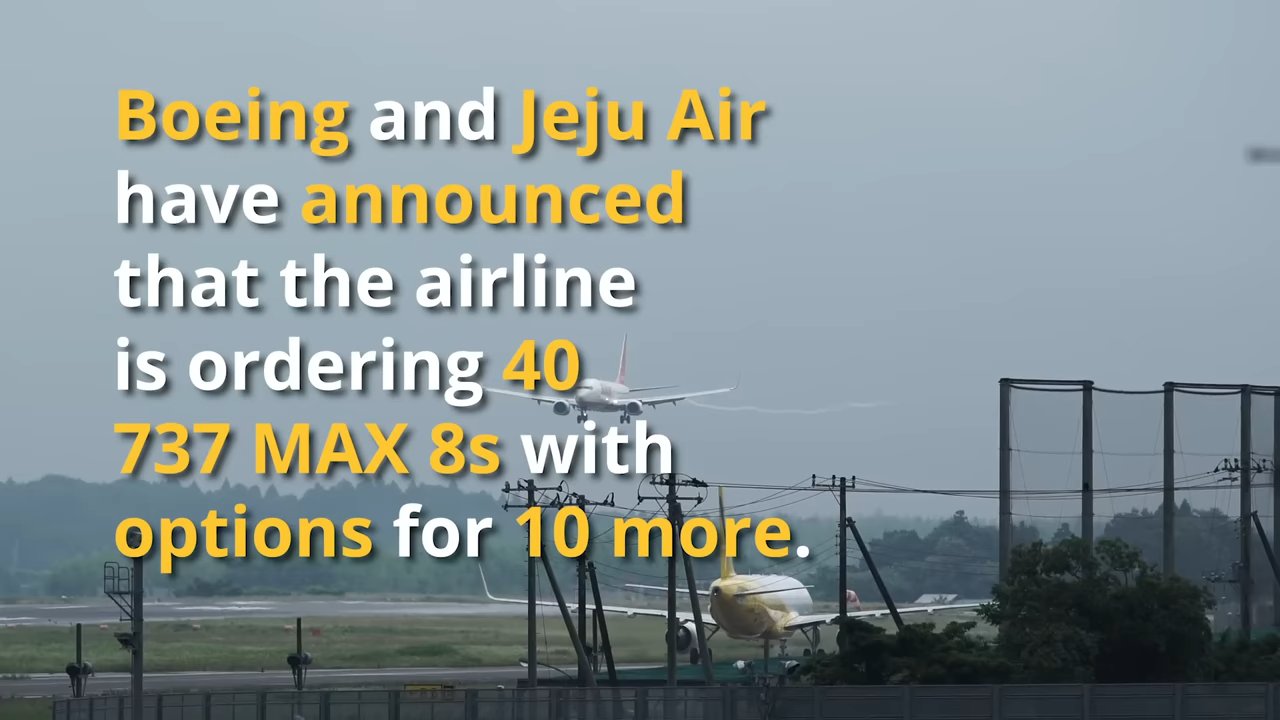 Boeing and Jeju Air
have announced
that the airline
is ordering 40
737 MAX 8s with
options for 10 more.